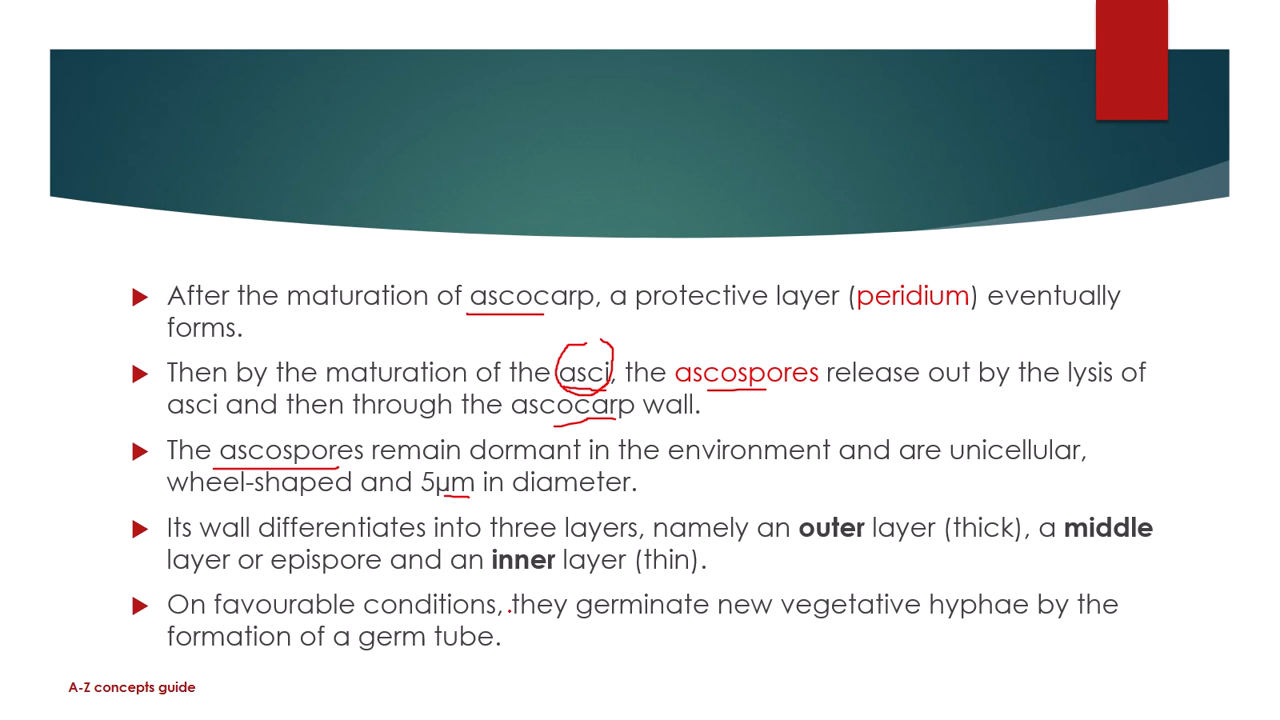 After the maturation of ascocarp, a protective layer (peridium) eventually
forms.
Then by the maturation of the asci, the ascospores release out by the lysis of
asci and then through the ascocarp wall.
The ascospores remain dormant in the environment and are unicellular,
wheel-shaped and 5µm in diameter.
Its wall differentiates into three layers, namely an outer layer (thick), a middle
layer or epispore and an inner layer (thin).
On favourable conditions, they germinate new vegetative hyphae by the
formation of a germ tube.
A-Z concepts guide